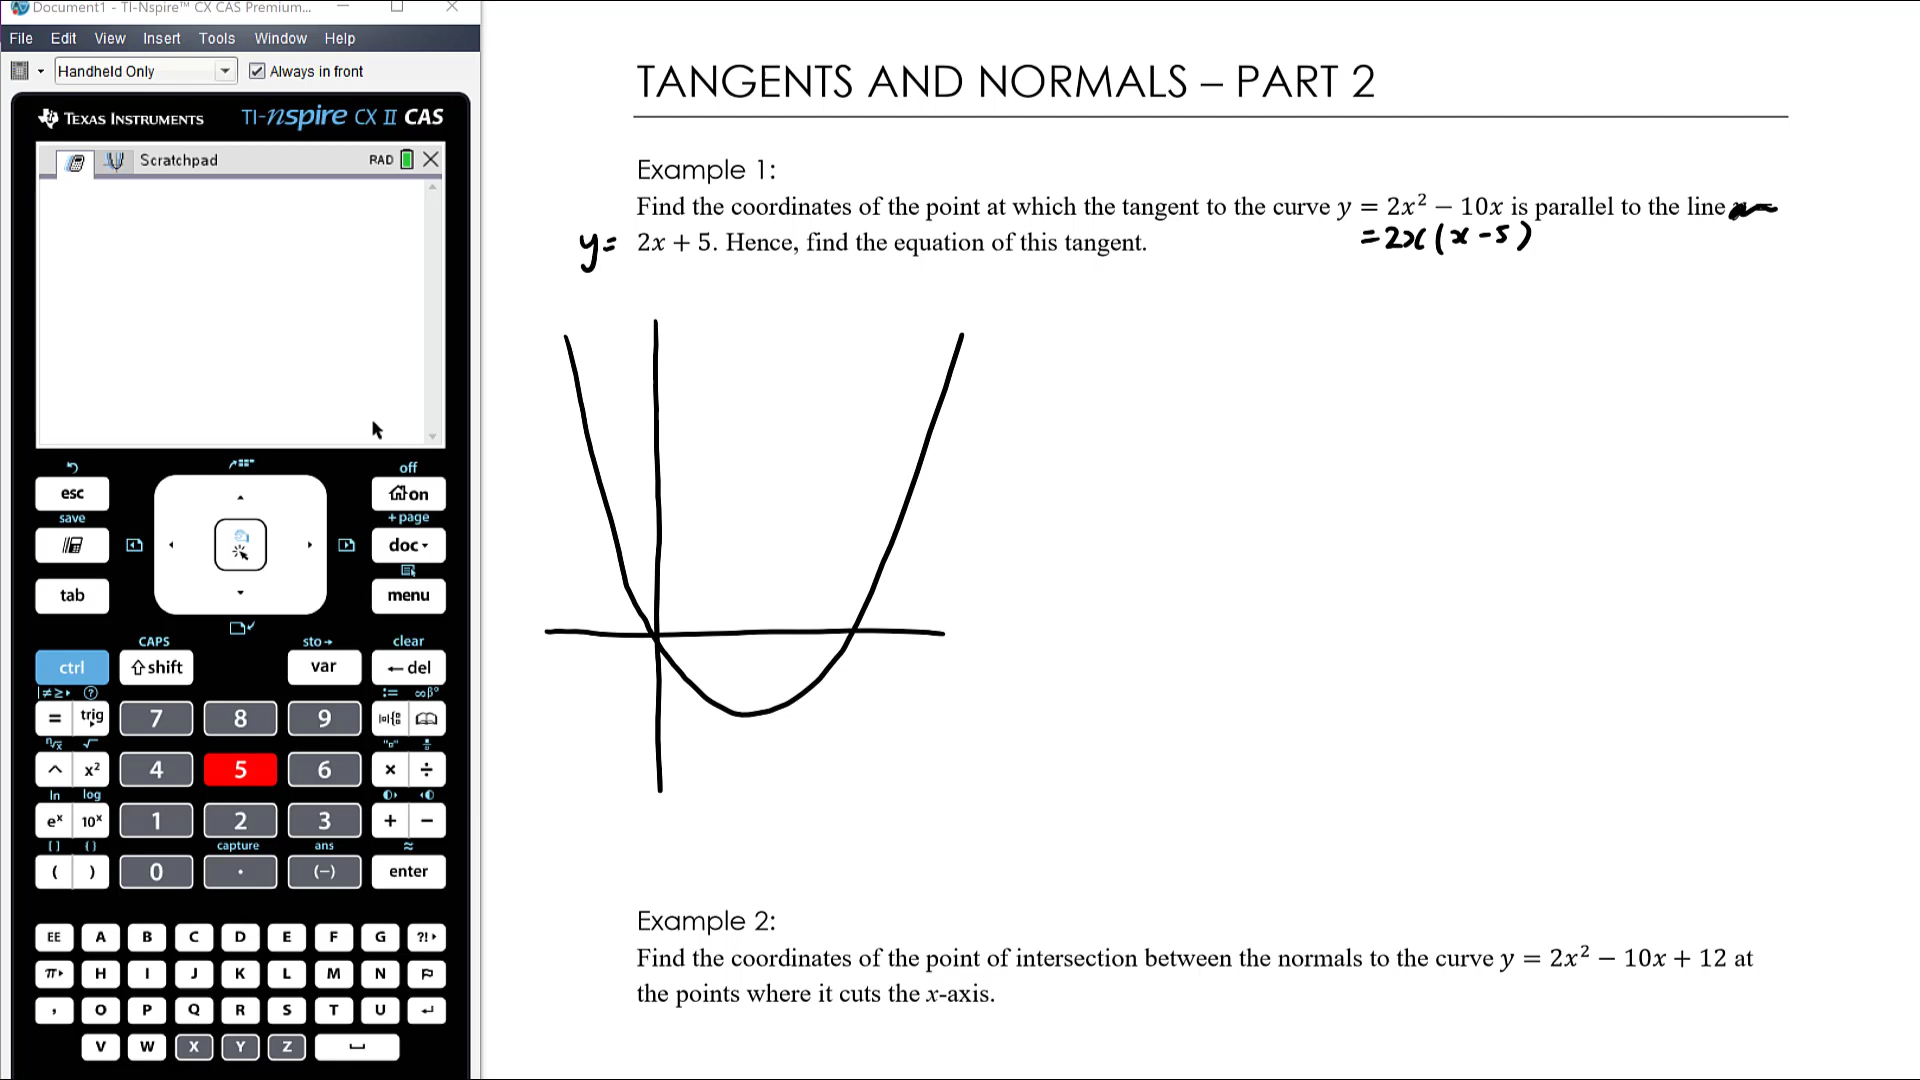 Document1 - TI-Nspire™ CX CAS Premium...
File Edit View Insert Tools Window Help
Handheld Only Always in front
TEXAS INSTRUMENTS TI-nspire CX II CAS
Scratchpad RAD
off
esc on
save +page
doc
tab menu
CAPS sto→ clear
ctrl ⇧shift var ←del
|≠≥▸ ? := ∞β°
= trig 7 8 9 |□|{
ⁿ√x √ "□"
^ x² 4 5 6 × ÷
ln log
eˣ 10ˣ 1 2 3 + −
[] {} capture ans ≈
( ) 0 . (−) enter
EE A B C D E F G ?!▸
π▸ H I J K L M N
, O P Q R S T U ↵
V W X Y Z
TANGENTS AND NORMALS – PART 2
Example 1:
Find the coordinates of the point at which the tangent to the curve y = 2x² − 10x is parallel to the line
y= 2x + 5. Hence, find the equation of this tangent. =2x(x-5)
Example 2:
Find the coordinates of the point of intersection between the normals to the curve y = 2x² − 10x + 12 at
the points where it cuts the x-axis.